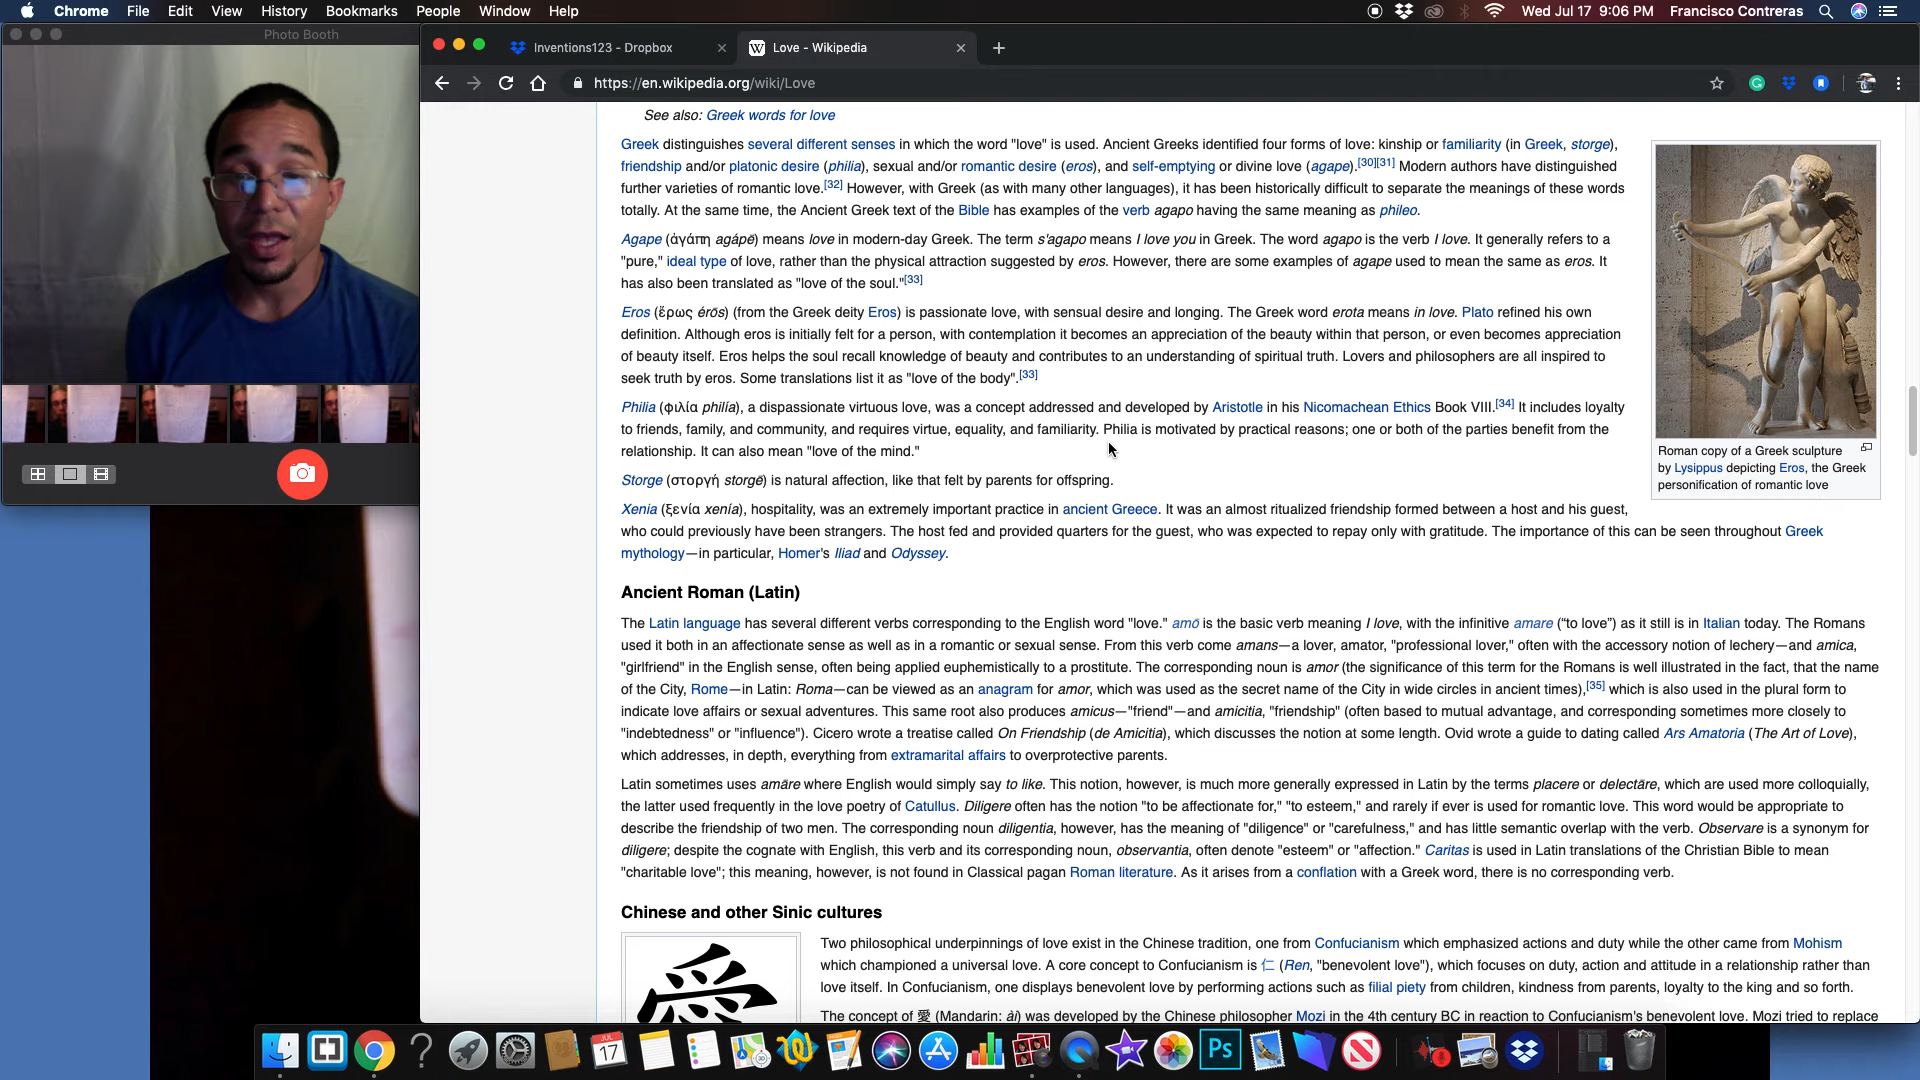 Chrome File Edit View History Bookmarks People Window Help
Wed Jul 17 9:06 PM Francisco Contreras
Photo Booth
Inventions123 - Dropbox
Love - Wikipedia
https://en.wikipedia.org/wiki/Love
See also: Greek words for love
Greek distinguishes several different senses in which the word "love" is used. Ancient Greeks identified four forms of love: kinship or familiarity (in Greek, storge),
friendship and/or platonic desire (philia), sexual and/or romantic desire (eros), and self-emptying or divine love (agape).[30][31] Modern authors have distinguished
further varieties of romantic love.[32] However, with Greek (as with many other languages), it has been historically difficult to separate the meanings of these words
totally. At the same time, the Ancient Greek text of the Bible has examples of the verb agapo having the same meaning as phileo.
Agape (ἀγάπη agápē) means love in modern-day Greek. The term s'agapo means I love you in Greek. The word agapo is the verb I love. It generally refers to a
"pure," ideal type of love, rather than the physical attraction suggested by eros. However, there are some examples of agape used to mean the same as eros. It
has also been translated as "love of the soul."[33]
Eros (ἔρως érōs) (from the Greek deity Eros) is passionate love, with sensual desire and longing. The Greek word erota means in love. Plato refined his own
definition. Although eros is initially felt for a person, with contemplation it becomes an appreciation of the beauty within that person, or even becomes appreciation
of beauty itself. Eros helps the soul recall knowledge of beauty and contributes to an understanding of spiritual truth. Lovers and philosophers are all inspired to
seek truth by eros. Some translations list it as "love of the body".[33]
Philia (φιλία philía), a dispassionate virtuous love, was a concept addressed and developed by Aristotle in his Nicomachean Ethics Book VIII.[34] It includes loyalty
to friends, family, and community, and requires virtue, equality, and familiarity. Philia is motivated by practical reasons; one or both of the parties benefit from the
relationship. It can also mean "love of the mind."
Storge (στοργή storgē) is natural affection, like that felt by parents for offspring.
Xenia (ξενία xenía), hospitality, was an extremely important practice in ancient Greece. It was an almost ritualized friendship formed between a host and his guest,
who could previously have been strangers. The host fed and provided quarters for the guest, who was expected to repay only with gratitude. The importance of this can be seen throughout Greek
mythology—in particular, Homer's Iliad and Odyssey.
Roman copy of a Greek sculpture
by Lysippus depicting Eros, the Greek
personification of romantic love
Ancient Roman (Latin)
The Latin language has several different verbs corresponding to the English word "love." amō is the basic verb meaning I love, with the infinitive amare ("to love") as it still is in Italian today. The Romans
used it both in an affectionate sense as well as in a romantic or sexual sense. From this verb come amans—a lover, amator, "professional lover," often with the accessory notion of lechery—and amica,
"girlfriend" in the English sense, often being applied euphemistically to a prostitute. The corresponding noun is amor (the significance of this term for the Romans is well illustrated in the fact, that the name
of the City, Rome—in Latin: Roma—can be viewed as an anagram for amor, which was used as the secret name of the City in wide circles in ancient times),[35] which is also used in the plural form to
indicate love affairs or sexual adventures. This same root also produces amicus—"friend"—and amicitia, "friendship" (often based to mutual advantage, and corresponding sometimes more closely to
"indebtedness" or "influence"). Cicero wrote a treatise called On Friendship (de Amicitia), which discusses the notion at some length. Ovid wrote a guide to dating called Ars Amatoria (The Art of Love),
which addresses, in depth, everything from extramarital affairs to overprotective parents.
Latin sometimes uses amāre where English would simply say to like. This notion, however, is much more generally expressed in Latin by the terms placere or delectāre, which are used more colloquially,
the latter used frequently in the love poetry of Catullus. Diligere often has the notion "to be affectionate for," "to esteem," and rarely if ever is used for romantic love. This word would be appropriate to
describe the friendship of two men. The corresponding noun diligentia, however, has the meaning of "diligence" or "carefulness," and has little semantic overlap with the verb. Observare is a synonym for
diligere; despite the cognate with English, this verb and its corresponding noun, observantia, often denote "esteem" or "affection." Caritas is used in Latin translations of the Christian Bible to mean
"charitable love"; this meaning, however, is not found in Classical pagan Roman literature. As it arises from a conflation with a Greek word, there is no corresponding verb.
Chinese and other Sinic cultures
愛
Two philosophical underpinnings of love exist in the Chinese tradition, one from Confucianism which emphasized actions and duty while the other came from Mohism
which championed a universal love. A core concept to Confucianism is 仁 (Ren, "benevolent love"), which focuses on duty, action and attitude in a relationship rather than
love itself. In Confucianism, one displays benevolent love by performing actions such as filial piety from children, kindness from parents, loyalty to the king and so forth.
The concept of 愛 (Mandarin: ài) was developed by the Chinese philosopher Mozi in the 4th century BC in reaction to Confucianism's benevolent love. Mozi tried to replace
JUL
17
Ps